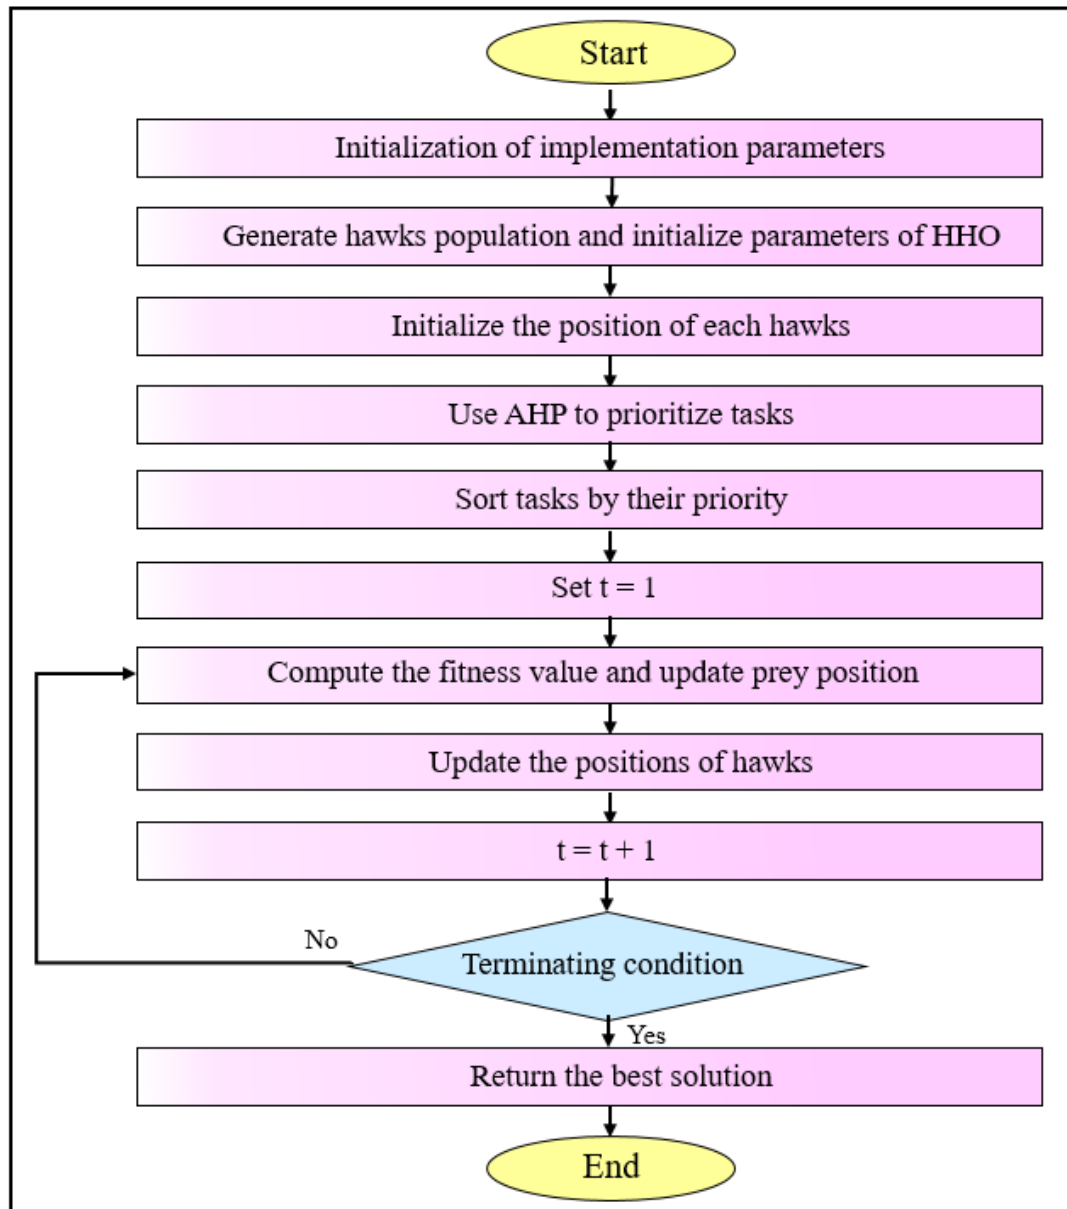 Start
Initialization of implementation parameters
Generate hawks population and initialize parameters of HHO
Initialize the position of each hawks
Use AHP to prioritize tasks
Sort tasks by their priority
Set t = 1
Compute the fitness value and update prey position
Update the positions of hawks
t = t + 1
No
Terminating condition
Yes
Return the best solution
End